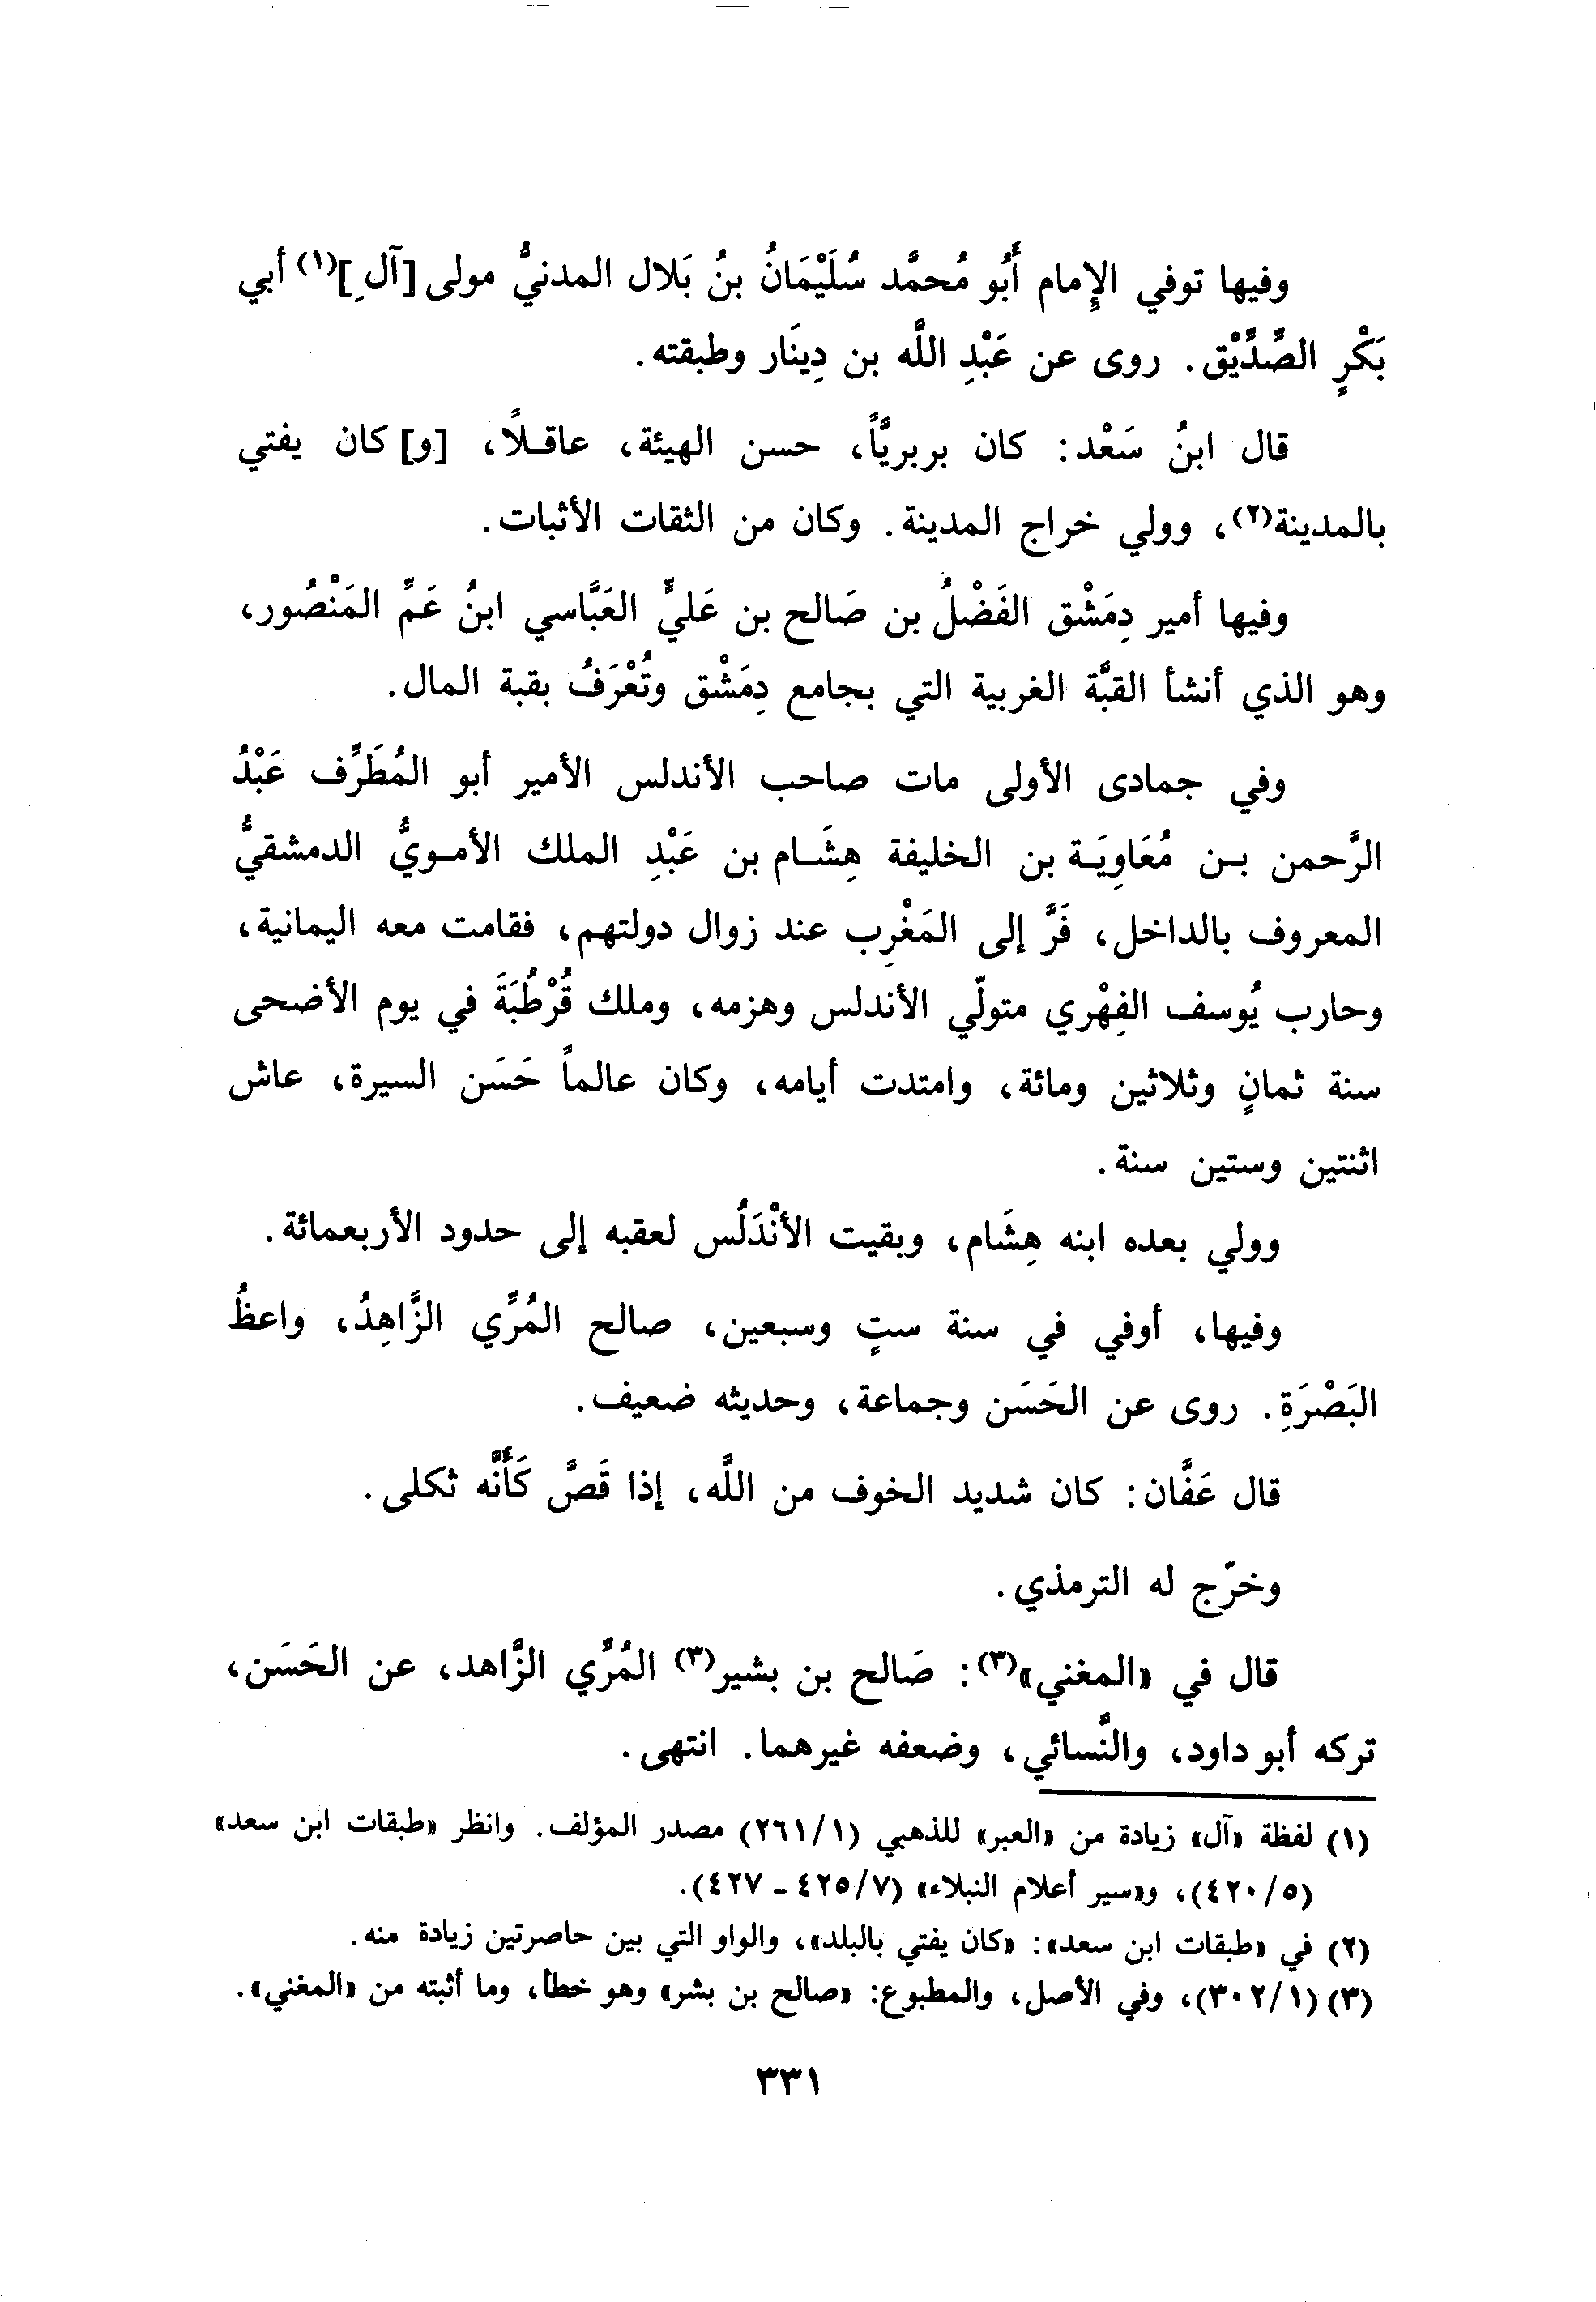 وفيها توفي الإمام أَبُو مُحمَّد سُلَيْمَانُ بنُ بَلال المدنيُّ مولى [آلِ](١) أبي
بَكْرٍ الصِّدِّيْق. روى عن عَبْدِ اللَّه بن دِينَار وطبقته.
قال ابنُ سَعْد: كان بربريَّاً، حسن الهيئة، عاقلاً، [و] كان يفتي
بالمدينة(٢)، وولي خراج المدينة. وكان من الثقات الأثبات.
وفيها أمير دِمَشْق الفَضْلُ بن صَالح بن عَليٍّ العَبَّاسي ابنُ عَمِّ المَنْصُور،
وهو الذي أنشأ القبَّة الغربية التي بجامع دِمَشْق وتُعْرَفُ بقبة المال.
وفي جمادى الأولى مات صاحب الأندلس الأمير أبو المُطَرِّف عَبْدُ
الرَّحمن بن مُعَاوِيَة بن الخليفة هِشَام بن عَبْدِ الملك الأمويُّ الدمشقيُّ
المعروف بالداخل، فَرَّ إلى المَغْرِب عند زوال دولتهم، فقامت معه اليمانية،
وحارب يُوسف الفِهْري متولّي الأندلس وهزمه، وملك قُرْطُبَةَ في يوم الأضحى
سنة ثمانٍ وثلاثين ومائة، وامتدت أيامه، وكان عالماً حَسَن السيرة، عاش
اثنتين وستين سنة.
وولي بعده ابنه هِشَام، وبقيت الأنْدَلُس لعقبه إلى حدود الأربعمائة.
وفيها، أوفي في سنة ستٍ وسبعين، صالح المُرِّي الزَّاهِدُ، واعظُ
البَصْرَةِ. روى عن الحَسَن وجماعة، وحديثه ضعيف.
قال عَفَّان: كان شديد الخوف من اللَّه، إذا قَصَّ كَأَنَّه ثكلى.
وخرّج له الترمذي.
قال في «المغني»(٣): صَالح بن بشير(٣) المُرِّي الزَّاهد، عن الحَسَن،
تركه أبو داود، والنَّسائي، وضعفه غيرهما. انتهى.
(١) لفظة «آل» زيادة من «العبر» للذهبي (١/٢٦١) مصدر المؤلف. وانظر «طبقات ابن سعد»
(٥/٤٢٠)، و«سير أعلام النبلاء» (٧/٤٢٥ - ٤٢٧).
(٢) في «طبقات ابن سعد»: «كان يفتي بالبلد»، والواو التي بين حاصرتين زيادة منه.
(٣) (١/٣٠٢)، وفي الأصل، والمطبوع: «صالح بن بشر» وهو خطأ، وما أثبته من «المغني».
٣٣١